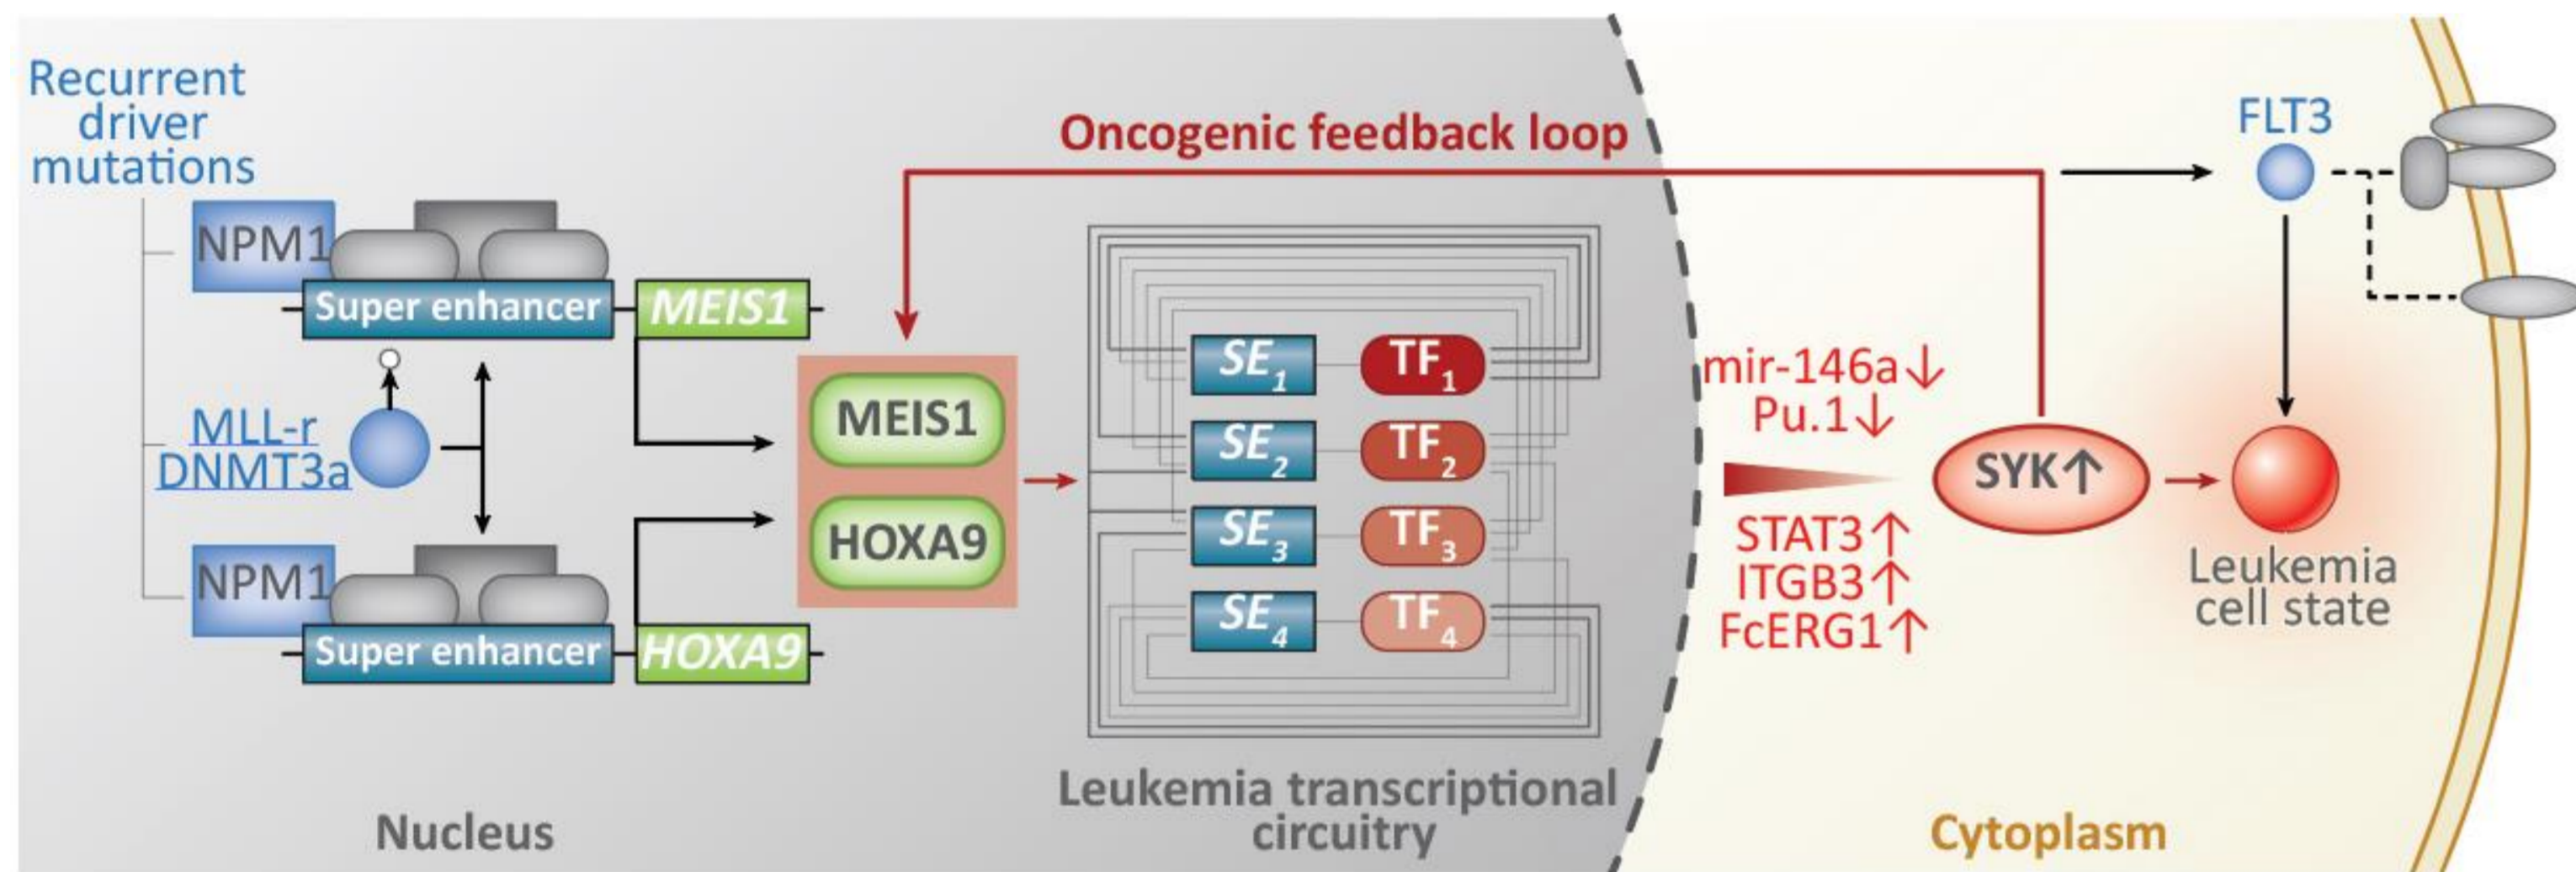 Recurrent
driver
mutations
NPM1
Super enhancer
MEIS1
MLL-r
DNMT3a
NPM1
Super enhancer
HOXA9
Nucleus
MEIS1
HOXA9
Oncogenic feedback loop
SE1
TF1
SE2
TF2
SE3
TF3
SE4
TF4
Leukemia transcriptional
circuitry
mir-146a↓
Pu.1↓
STAT3↑
ITGB3↑
FcERG1↑
SYK↑
FLT3
Leukemia
cell state
Cytoplasm